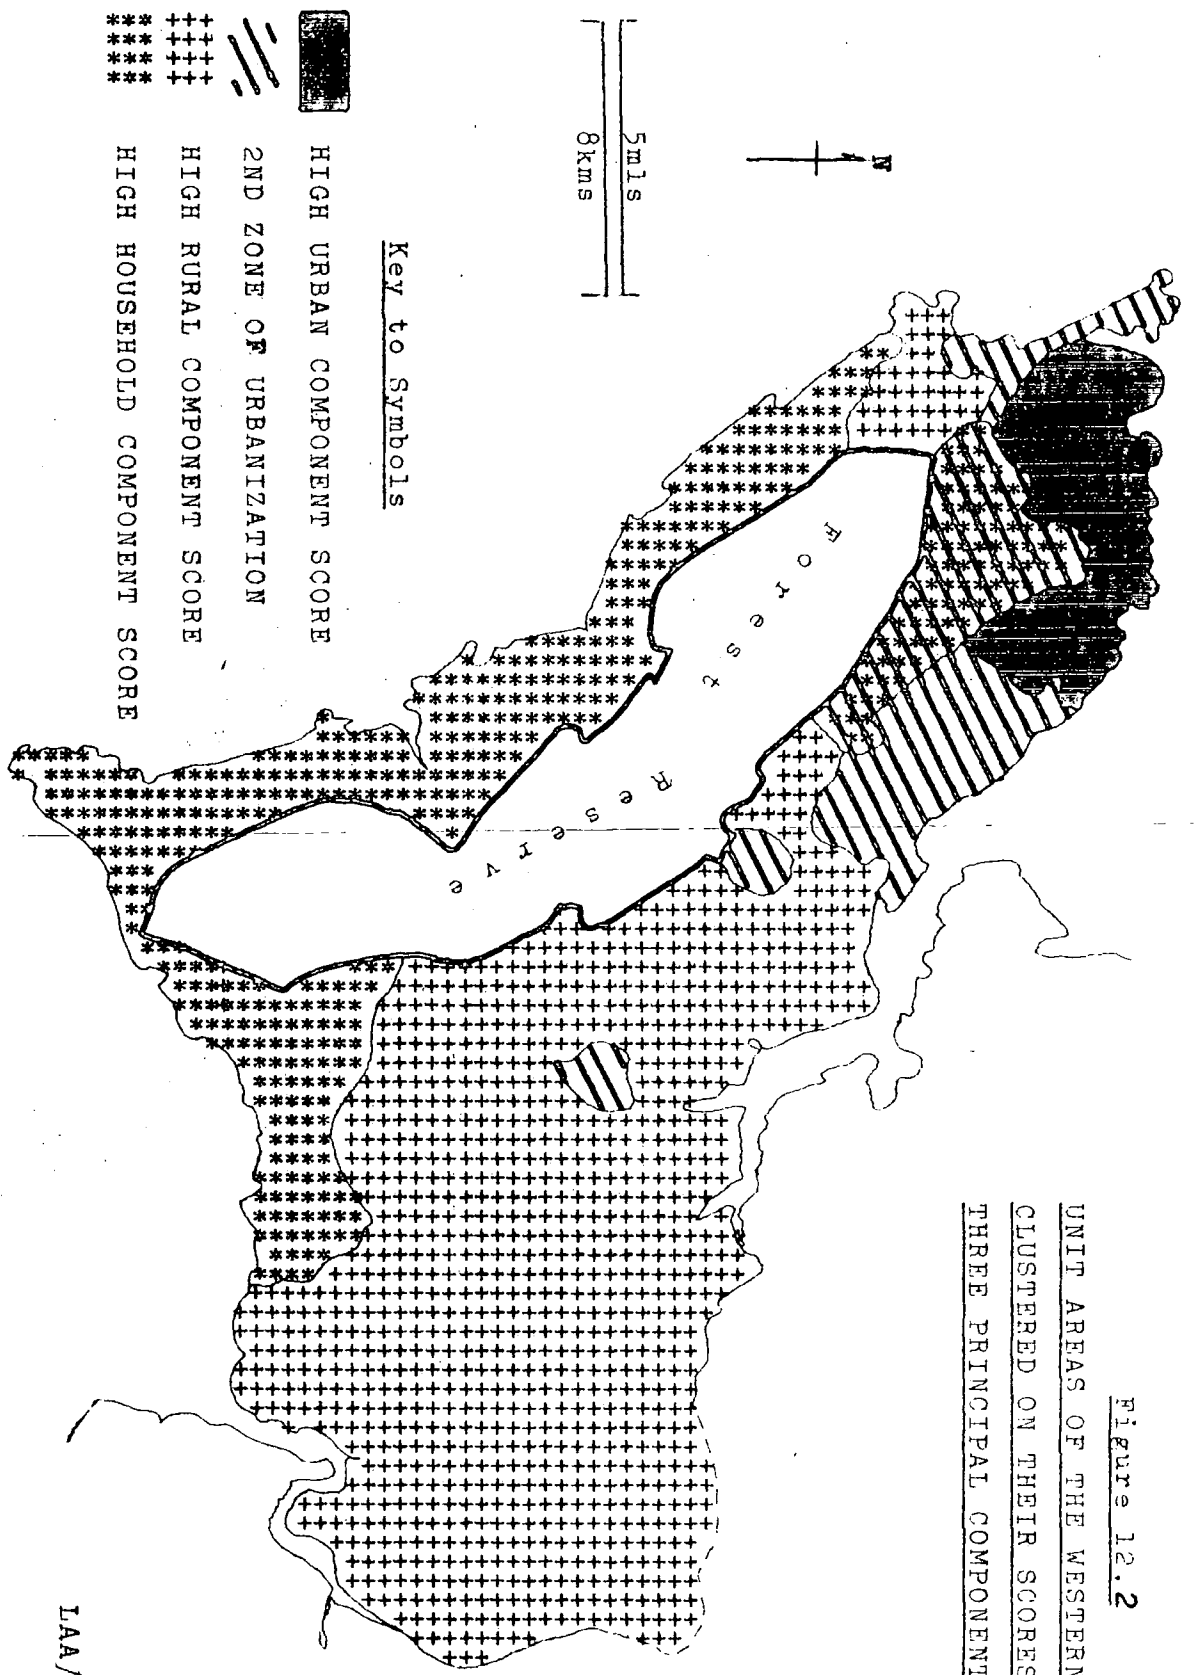 Figure 12.2
UNIT AREAS OF THE WESTERN
CLUSTERED ON THEIR SCORES
THREE PRINCIPAL COMPONENT
N
5mls
8kms
Forest Reserve
Key to Symbols
HIGH URBAN COMPONENT SCORE
2ND ZONE OF URBANIZATION
HIGH RURAL COMPONENT SCORE
HIGH HOUSEHOLD COMPONENT SCORE
LAA/